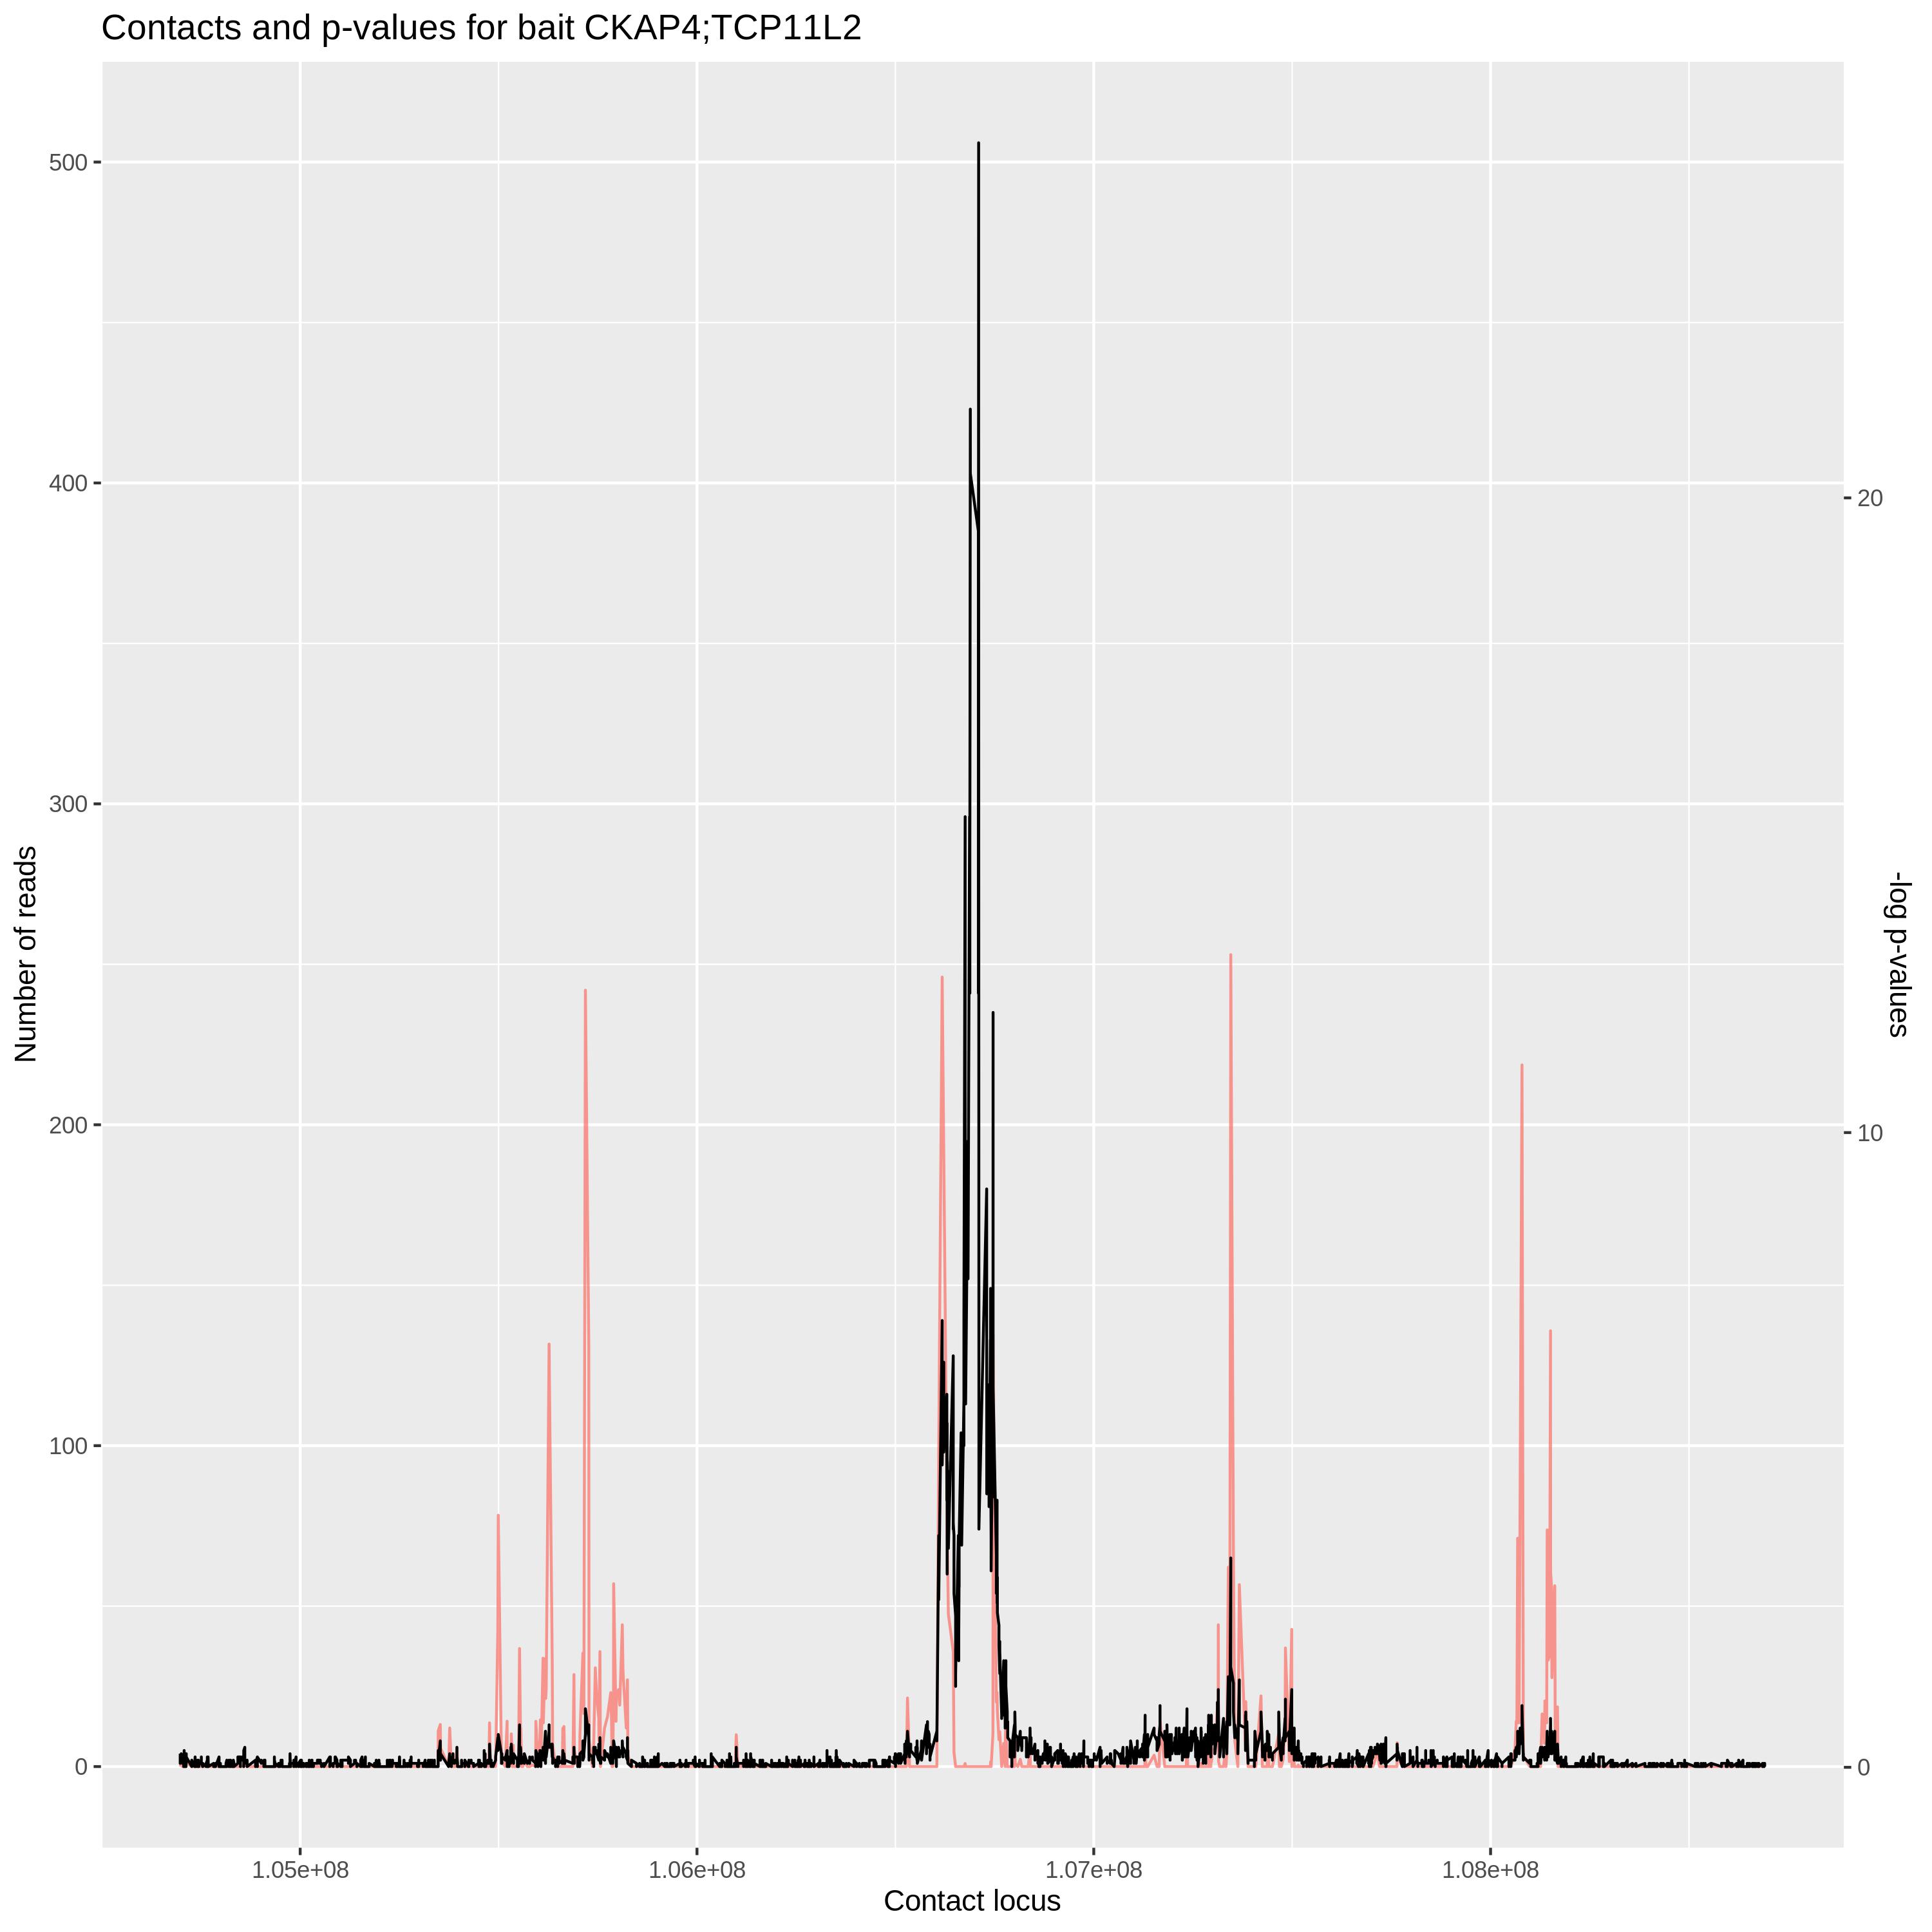 Contacts and p-values for bait CKAP4;TCP11L2
500
400
300
200
100
0
Number of reads
20
10
0
-log p-values
1.05e+08
1.06e+08
1.07e+08
1.08e+08
Contact locus